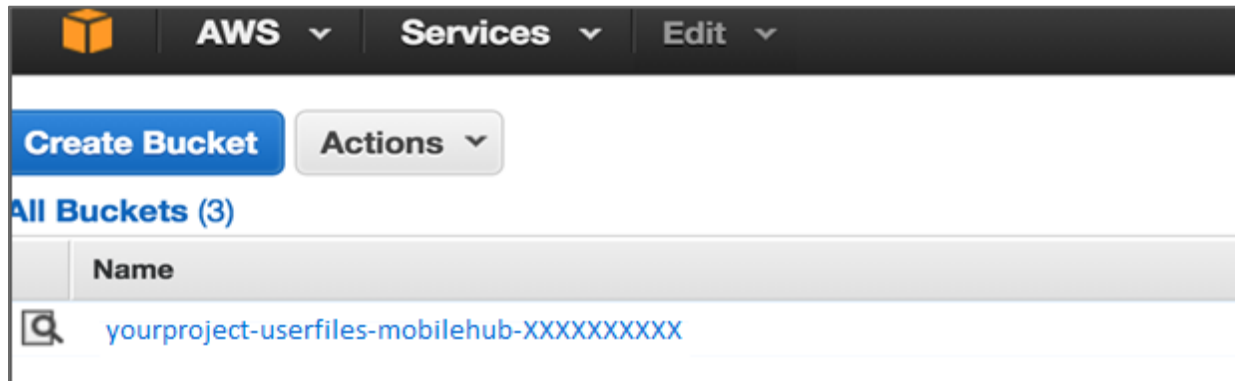 AWS Services Edit
Create Bucket Actions
All Buckets (3)
Name
yourproject-userfiles-mobilehub-XXXXXXXXXX